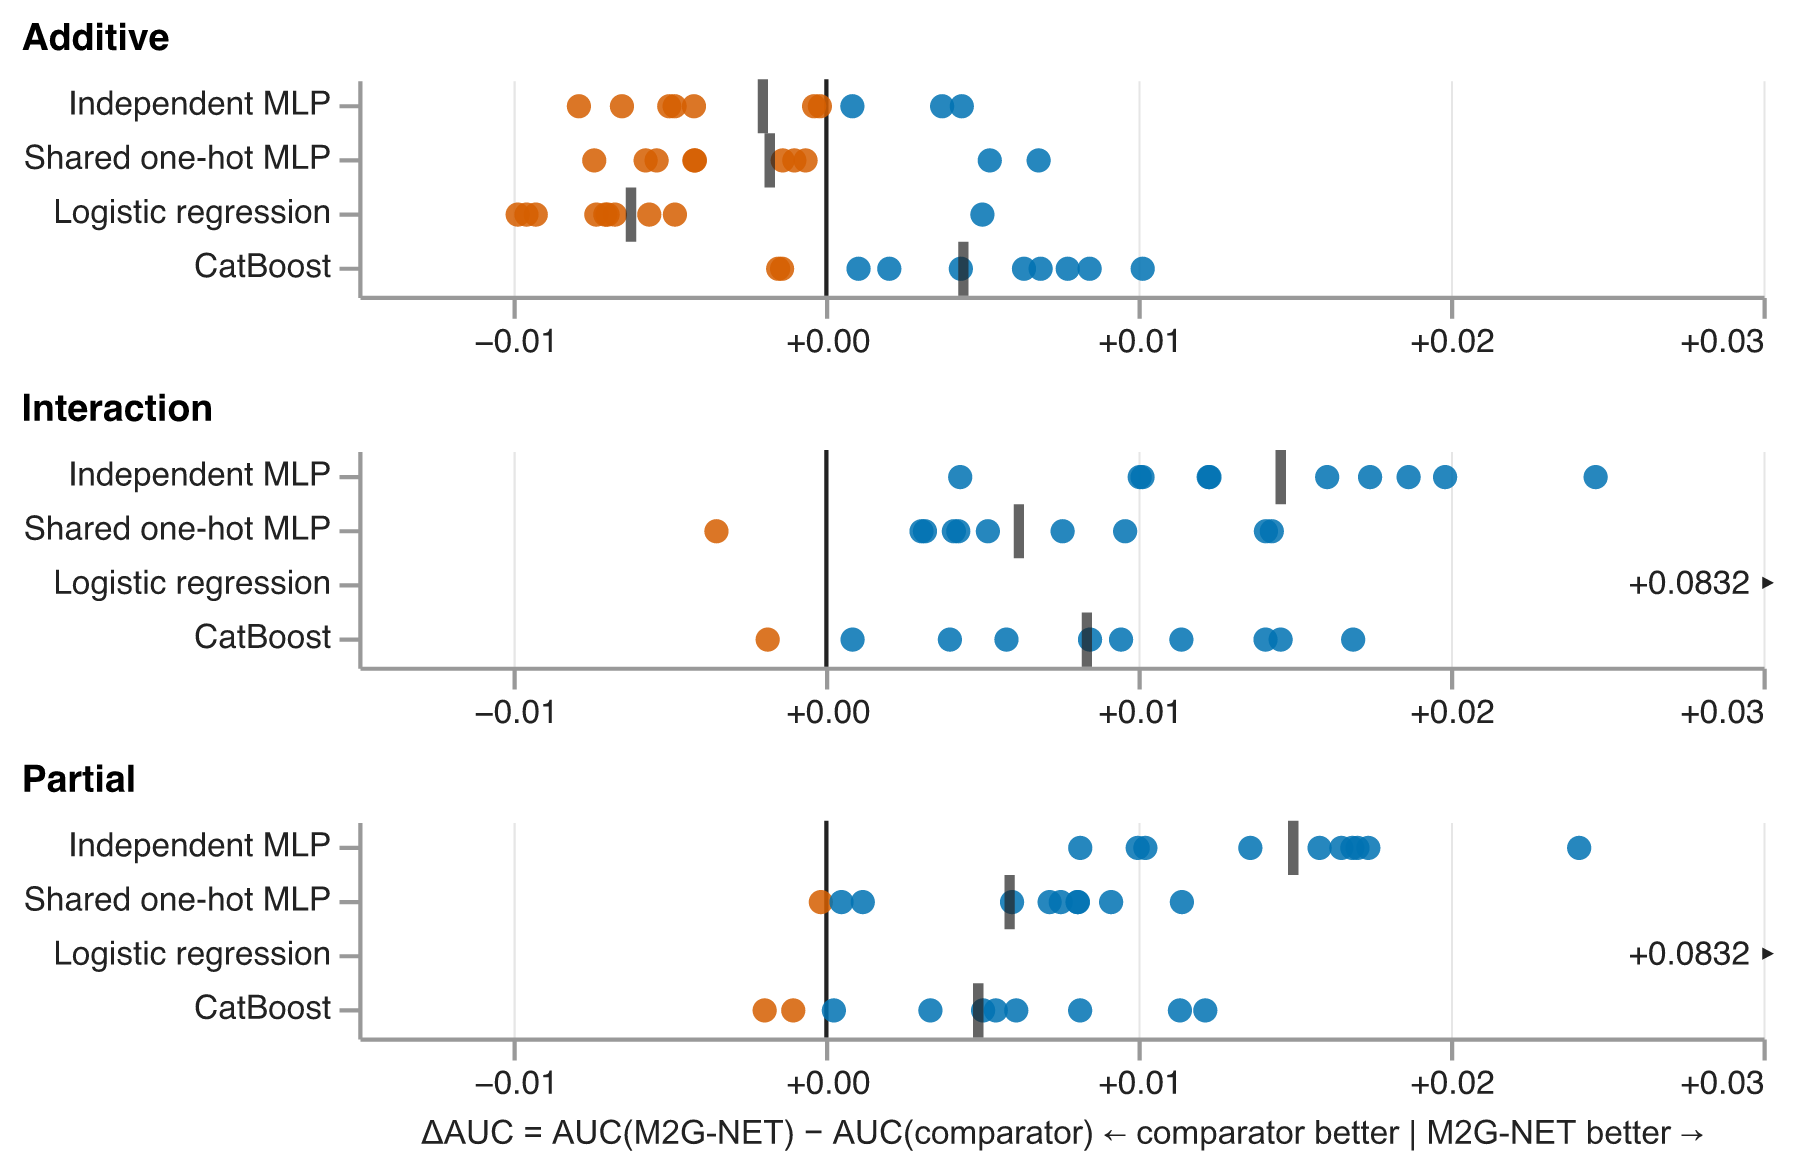 Additive
Independent MLP
Shared one-hot MLP
Logistic regression
CatBoost
−0.01 +0.00 +0.01 +0.02 +0.03
Interaction
Independent MLP
Shared one-hot MLP
Logistic regression +0.0832 ▸
CatBoost
−0.01 +0.00 +0.01 +0.02 +0.03
Partial
Independent MLP
Shared one-hot MLP
Logistic regression +0.0832 ▸
CatBoost
−0.01 +0.00 +0.01 +0.02 +0.03
ΔAUC = AUC(M2G-NET) − AUC(comparator) ← comparator better | M2G-NET better →